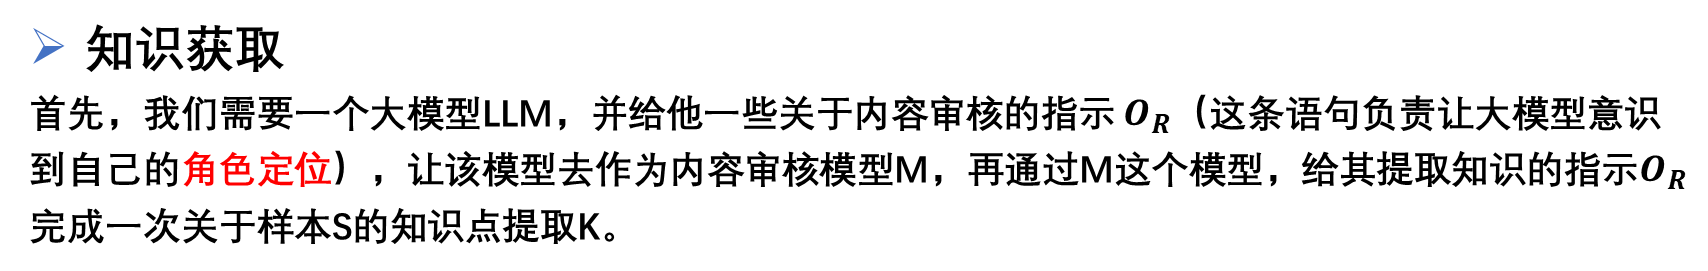 知识获取
首先，我们需要一个大模型LLM，并给他一些关于内容审核的指示 O_R（这条语句负责让大模型意识
到自己的角色定位），让该模型去作为内容审核模型M，再通过M这个模型，给其提取知识的指示O_R
完成一次关于样本S的知识点提取K。